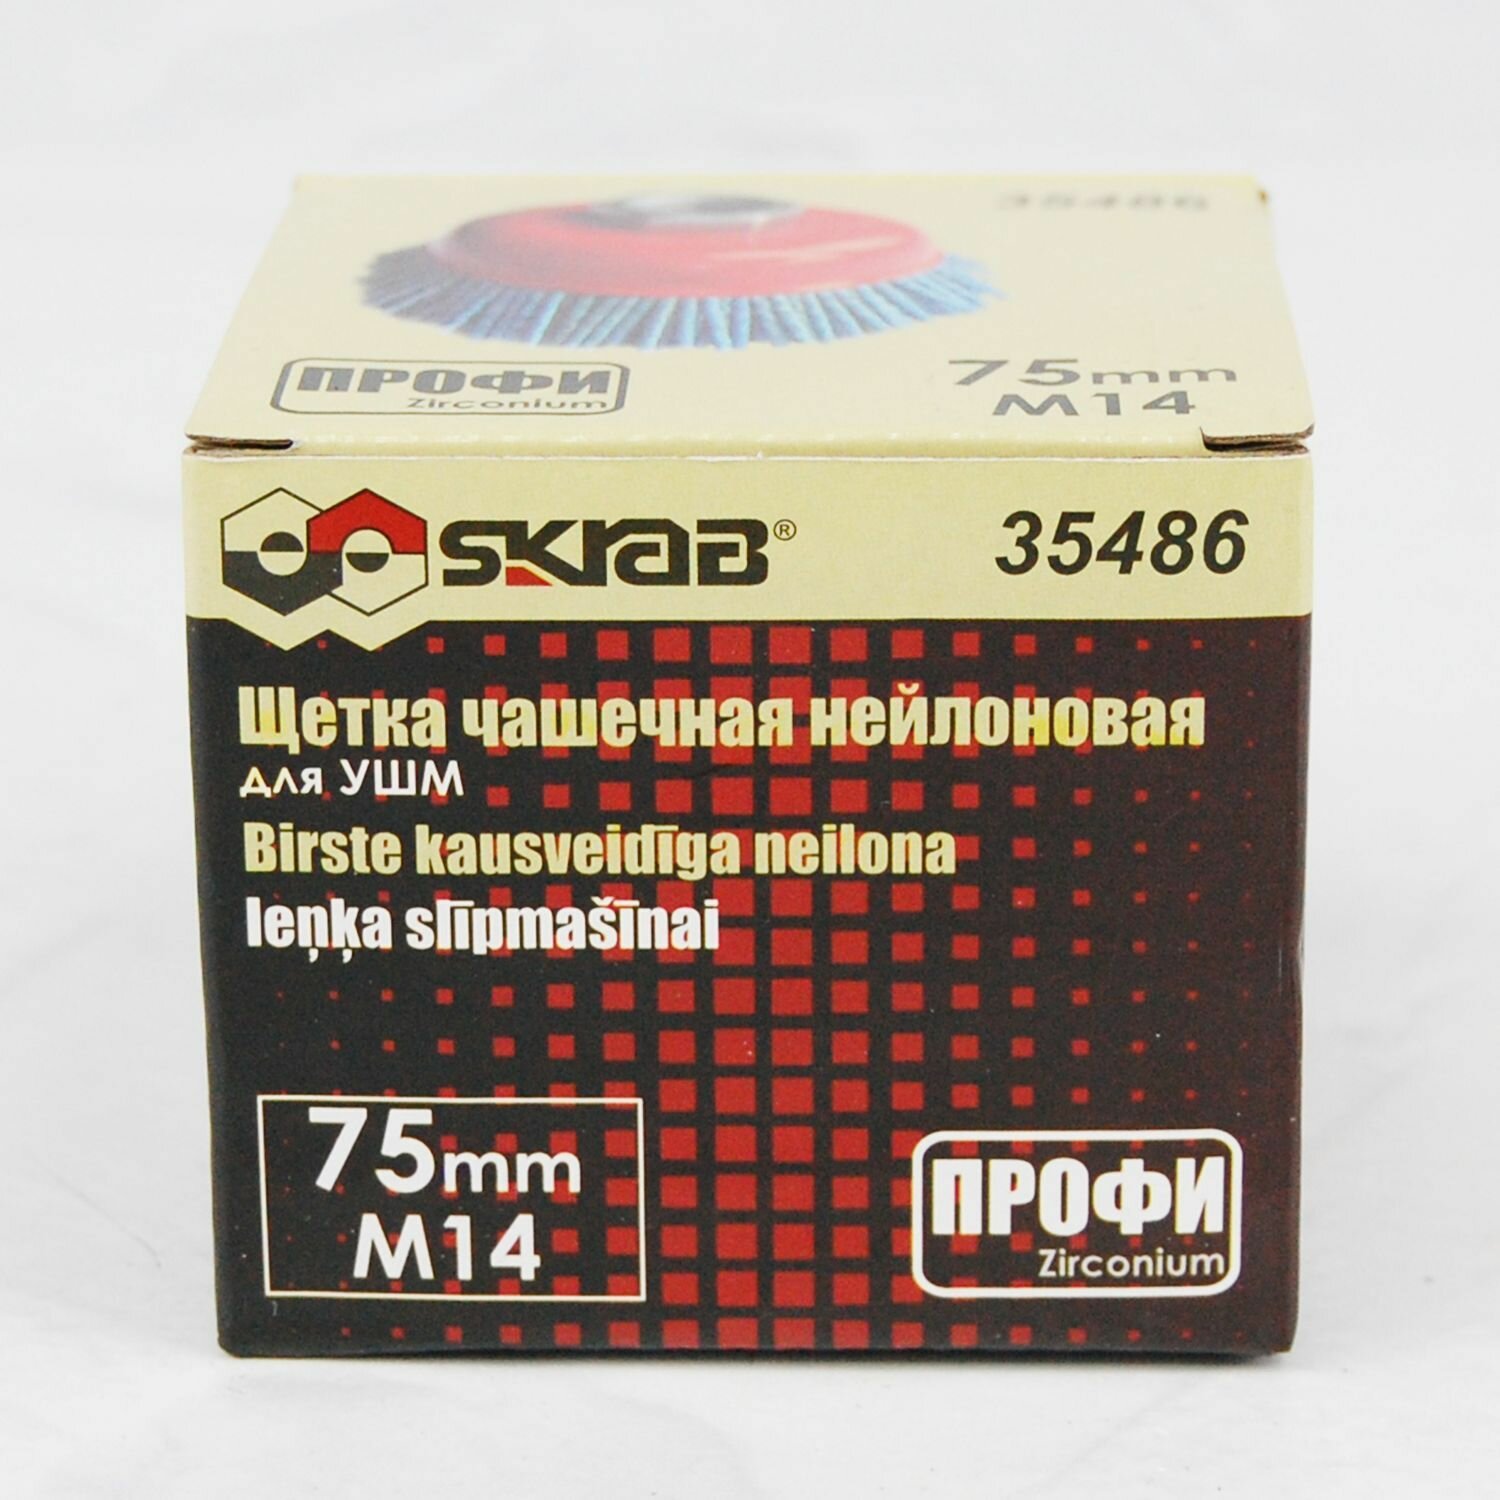 35486
ПРОФИ
Zirconium
75mm
M14
SKRAB®
35486
Щетка чашечная нейлоновая
для УШМ
Birste kausveidīga neilona
leņķa slīpmašīnai
75mm
M14
ПРОФИ
Zirconium